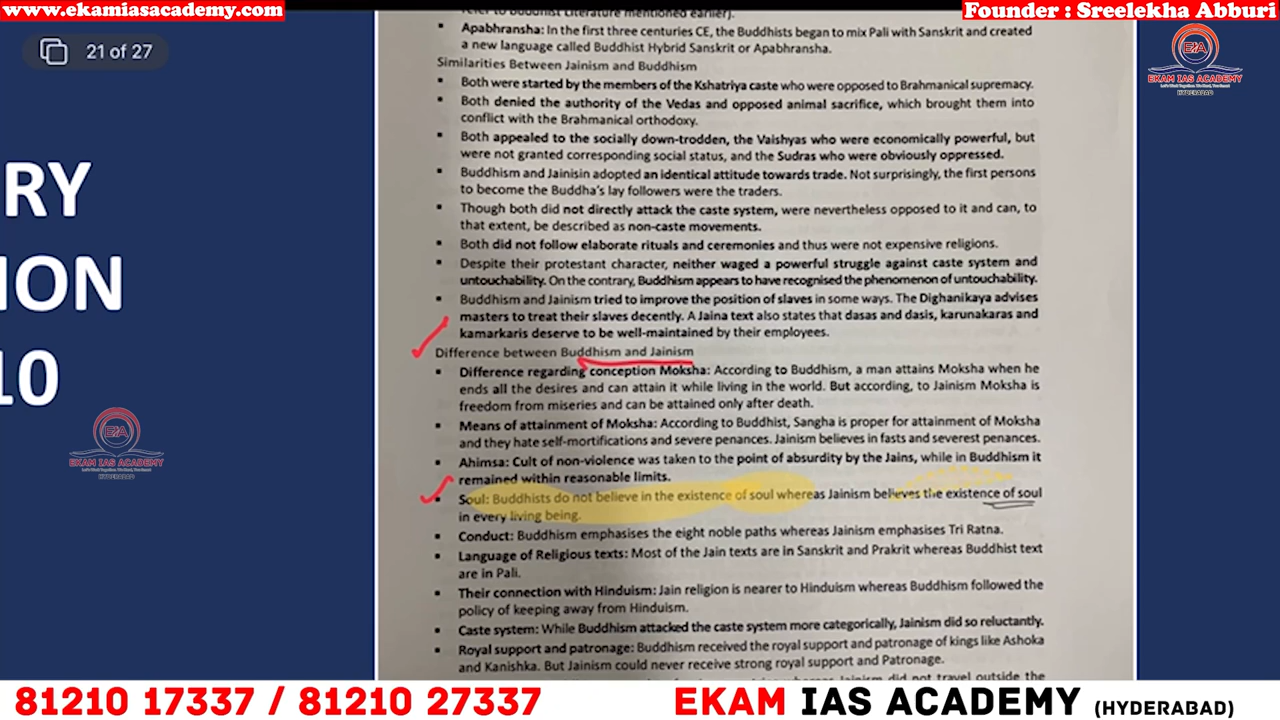 www.ekamiasacademy.com
Founder : Sreelekha Abburi
21 of 27
EKAM IAS ACADEMY
HYDERABAD
RY
ION
10
EKAM IAS ACADEMY
HYDERABAD
refer to Buddhist Literature mentioned earlier).
▪ Apabhransha: In the first three centuries CE, the Buddhists began to mix Pali with Sanskrit and created
a new language called Buddhist Hybrid Sanskrit or Apabhransha.
Similarities Between Jainism and Buddhism
▪ Both were started by the members of the Kshatriya caste who were opposed to Brahmanical supremacy.
▪ Both denied the authority of the Vedas and opposed animal sacrifice, which brought them into
conflict with the Brahmanical orthodoxy.
▪ Both appealed to the socially down-trodden, the Vaishyas who were economically powerful, but
were not granted corresponding social status, and the Sudras who were obviously oppressed.
▪ Buddhism and Jainisin adopted an identical attitude towards trade. Not surprisingly, the first persons
to become the Buddha's lay followers were the traders.
▪ Though both did not directly attack the caste system, were nevertheless opposed to it and can, to
that extent, be described as non-caste movements.
▪ Both did not follow elaborate rituals and ceremonies and thus were not expensive religions.
▪ Despite their protestant character, neither waged a powerful struggle against caste system and
untouchability. On the contrary, Buddhism appears to have recognised the phenomenon of untouchability.
▪ Buddhism and Jainism tried to improve the position of slaves in some ways. The Dighanikaya advises
masters to treat their slaves decently. A Jaina text also states that dasas and dasis, karunakaras and
kamarkaris deserve to be well-maintained by their employees.
Difference between Buddhism and Jainism
▪ Difference regarding conception Moksha: According to Buddhism, a man attains Moksha when he
ends all the desires and can attain it while living in the world. But according, to Jainism Moksha is
freedom from miseries and can be attained only after death.
▪ Means of attainment of Moksha: According to Buddhist, Sangha is proper for attainment of Moksha
and they hate self-mortifications and severe penances. Jainism believes in fasts and severest penances.
▪ Ahimsa: Cult of non-violence was taken to the point of absurdity by the Jains, while in Buddhism it
remained within reasonable limits.
▪ Soul: Buddhists do not believe in the existence of soul whereas Jainism believes the existence of soul
in every living being.
▪ Conduct: Buddhism emphasises the eight noble paths whereas Jainism emphasises Tri Ratna.
▪ Language of Religious texts: Most of the Jain texts are in Sanskrit and Prakrit whereas Buddhist text
are in Pali.
▪ Their connection with Hinduism: Jain religion is nearer to Hinduism whereas Buddhism followed the
policy of keeping away from Hinduism.
▪ Caste system: While Buddhism attacked the caste system more categorically, Jainism did so reluctantly.
▪ Royal support and patronage: Buddhism received the royal support and patronage of kings like Ashoka
and Kanishka. But Jainism could never receive strong royal support and Patronage.
Jainism did not travel outside the
81210 17337 / 81210 27337
EKAM IAS ACADEMY (HYDERABAD)